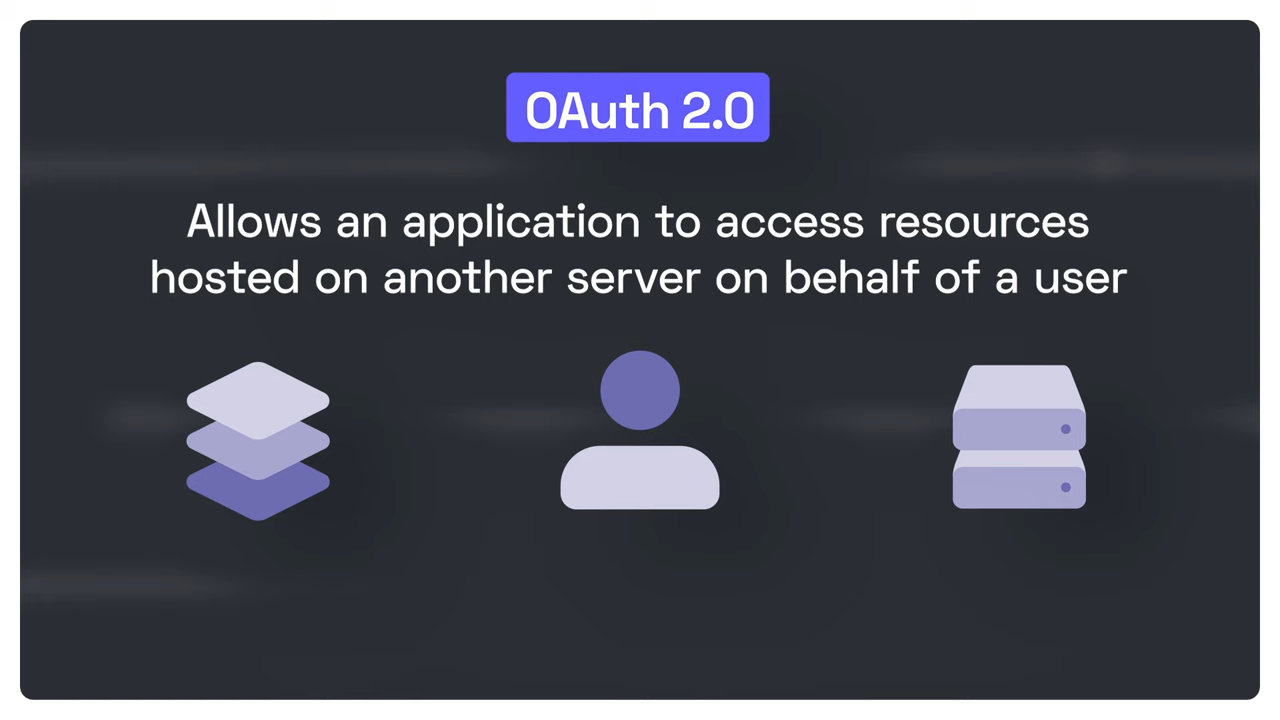 OAuth 2.0
Allows an application to access resources
hosted on another server on behalf of a user